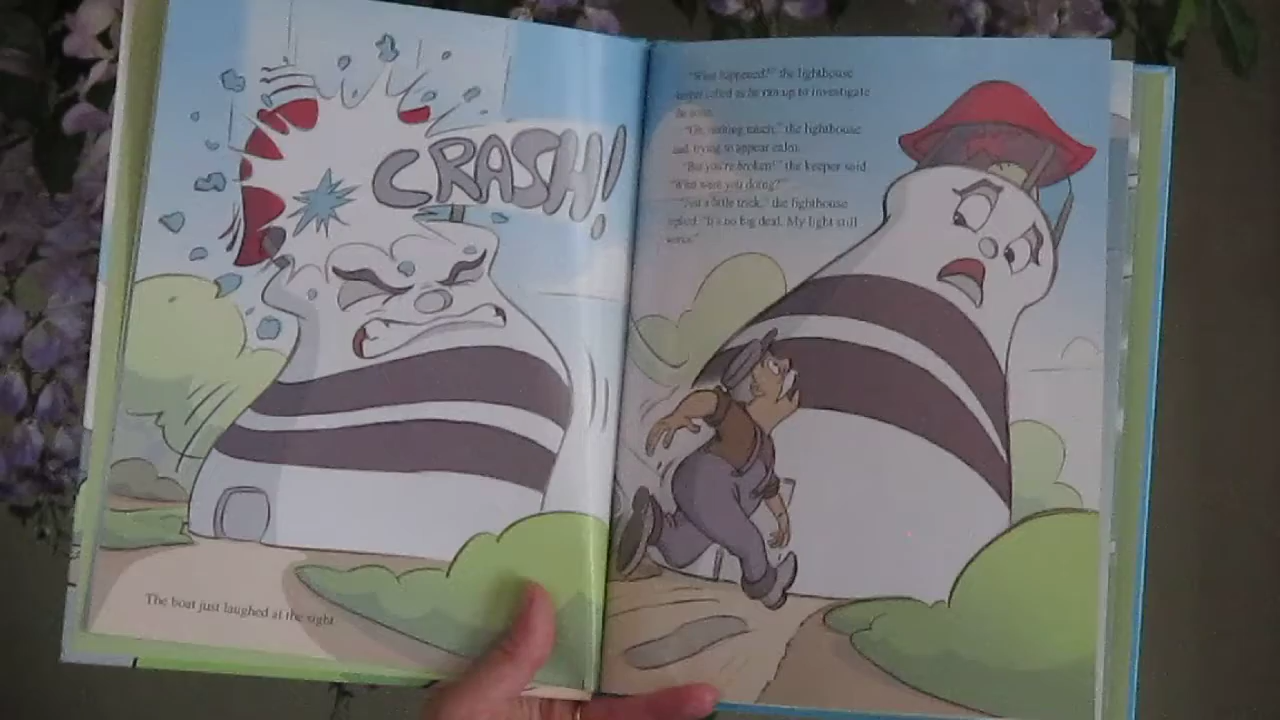 CRASH!
The boat just laughed at the sight
"What happened?" the lighthouse
keeper called as he ran up to investigate
the noise.
"Oh, nothing much," the lighthouse
said, trying to appear calm.
"But you're broken!" the keeper said.
"What were you doing?"
"Just a little trick," the lighthouse
replied. "It's no big deal. My light still
works."